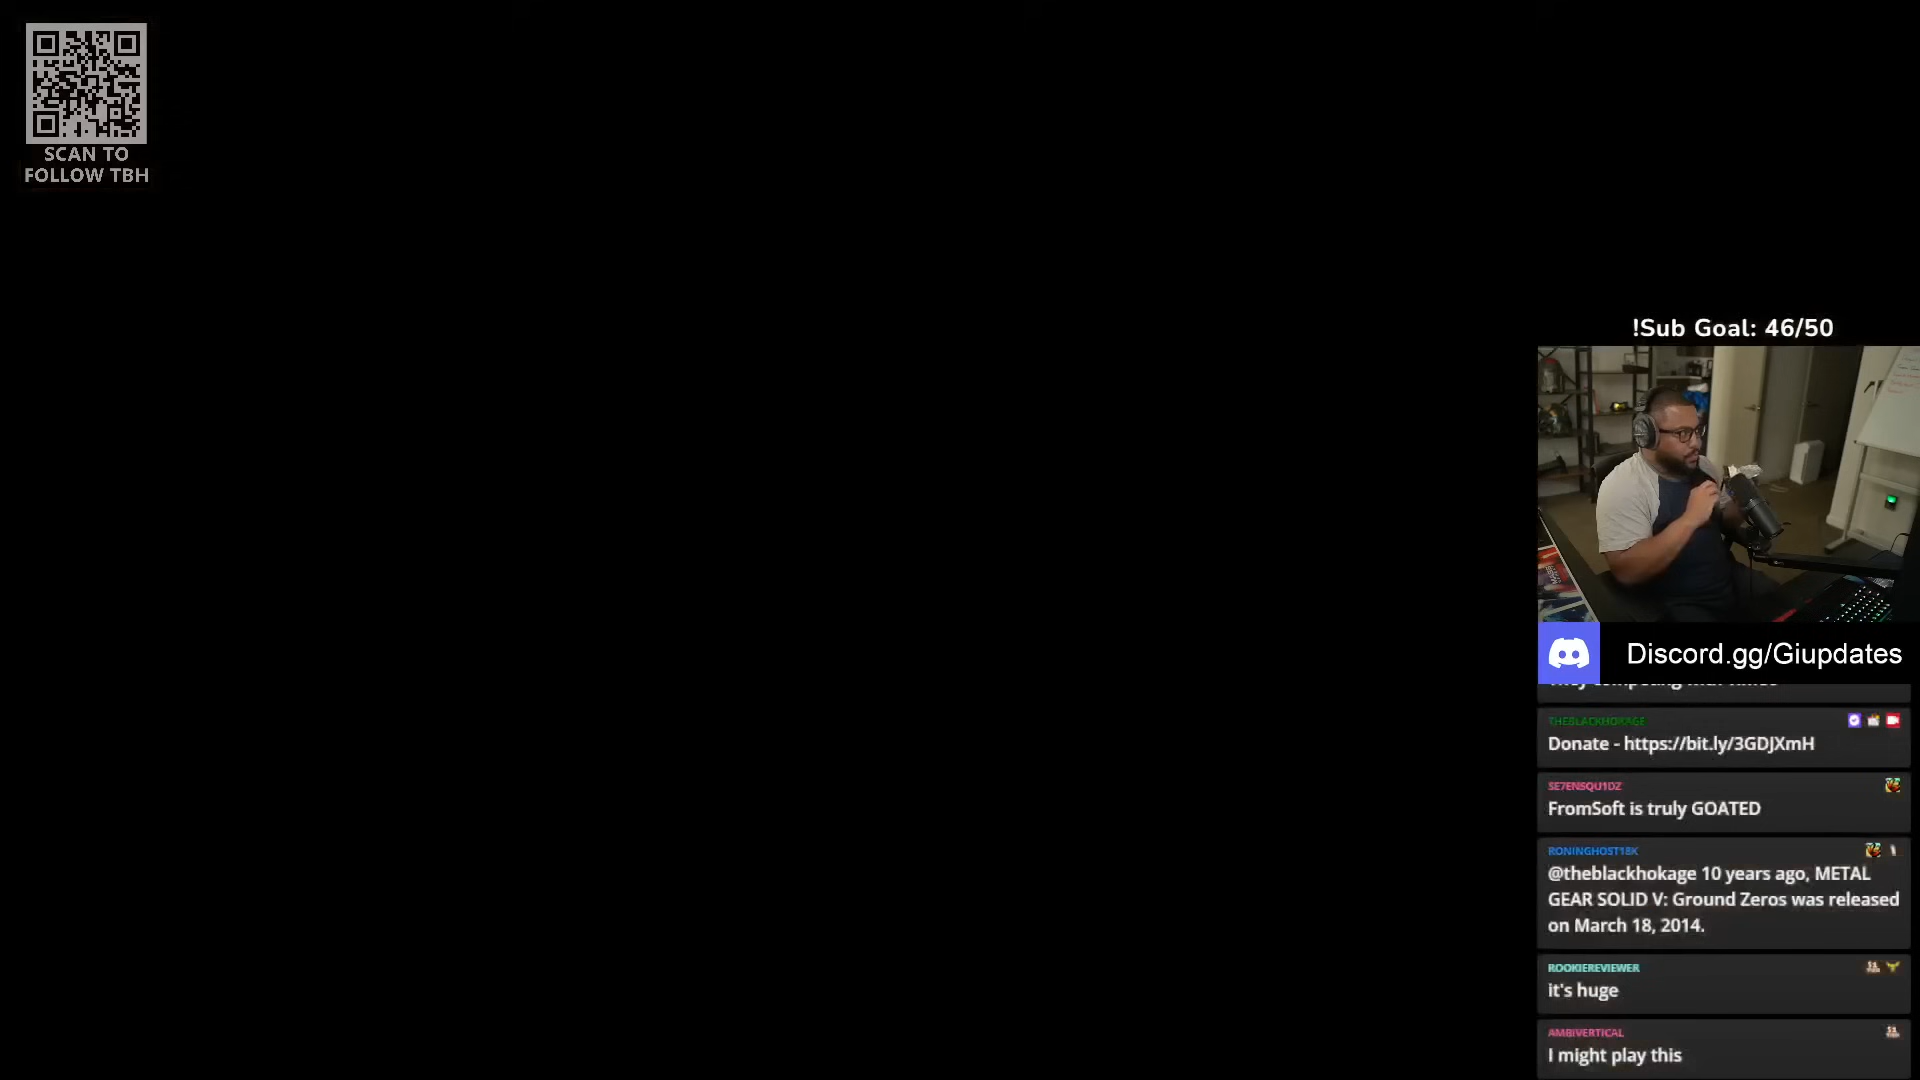 SCAN TO
FOLLOW TBH
!Sub Goal: 46/50
Discord.gg/Giupdates
THEBLACKHOKAGE
Donate - https://bit.ly/3GDJXmH
SE7ENSQU1DZ
FromSoft is truly GOATED
RONINGHOST18K
@theblackhokage 10 years ago, METAL
GEAR SOLID V: Ground Zeros was released
on March 18, 2014.
ROOKIEREVIEWER
it's huge
AMBIVERTICAL
I might play this